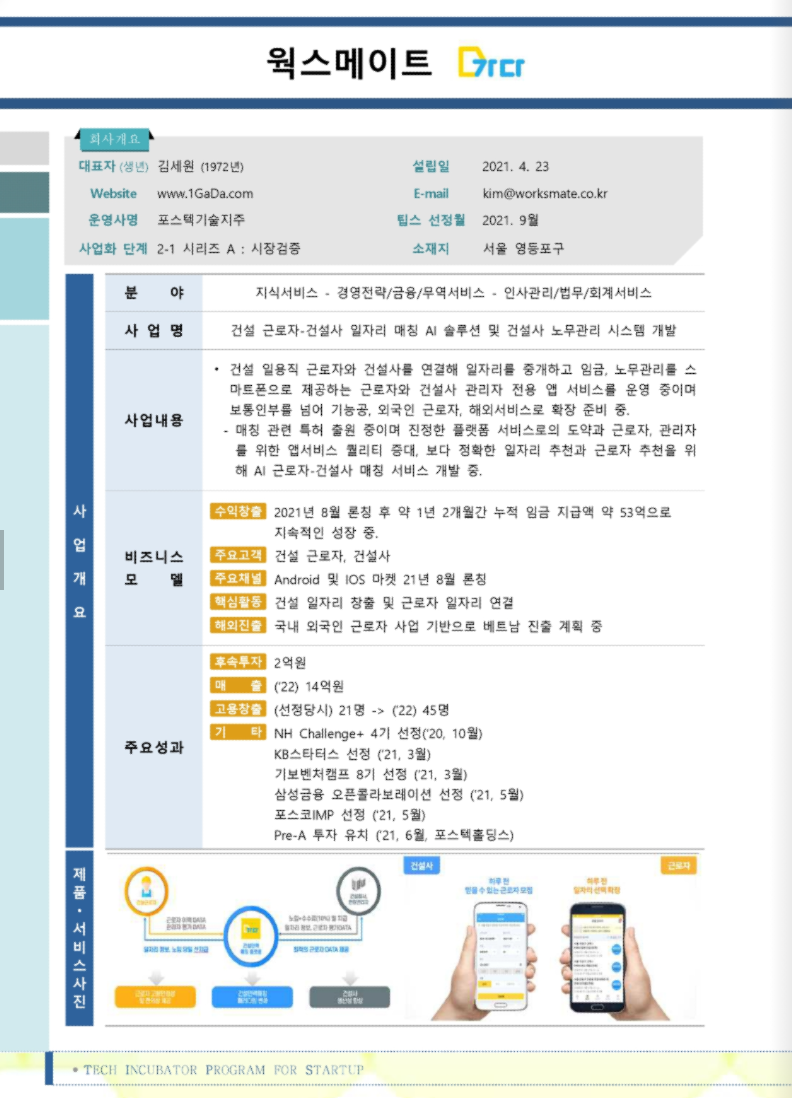 웍스메이트 가다
회사개요
대표자 (생년) 김세원 (1972년) 설립일 2021. 4. 23
Website www.1GaDa.com E-mail kim@worksmate.co.kr
운영사명 포스텍기술지주 팁스 선정월 2021. 9월
사업화 단계 2-1 시리즈 A : 시장검증 소재지 서울 영등포구
사업개요
분 야 지식서비스 - 경영전략/금융/무역서비스 - 인사관리/법무/회계서비스
사 업 명 건설 근로자-건설사 일자리 매칭 AI 솔루션 및 건설사 노무관리 시스템 개발
사업내용
• 건설 일용직 근로자와 건설사를 연결해 일자리를 중개하고 임금, 노무관리를 스
마트폰으로 제공하는 근로자와 건설사 관리자 전용 앱 서비스를 운영 중이며
보통인부를 넘어 기능공, 외국인 근로자, 해외서비스로 확장 준비 중.
- 매칭 관련 특허 출원 중이며 진정한 플랫폼 서비스로의 도약과 근로자, 관리자
를 위한 앱서비스 퀄리티 증대, 보다 정확한 일자리 추천과 근로자 추천을 위
해 AI 근로자-건설사 매칭 서비스 개발 중.
비즈니스
모 델
수익창출 2021년 8월 론칭 후 약 1년 2개월간 누적 임금 지급액 약 53억으로
지속적인 성장 중.
주요고객 건설 근로자, 건설사
주요채널 Android 및 IOS 마켓 21년 8월 론칭
핵심활동 건설 일자리 창출 및 근로자 일자리 연결
해외진출 국내 외국인 근로자 사업 기반으로 베트남 진출 계획 중
주요성과
후속투자 2억원
매 출 ('22) 14억원
고용창출 (선정당시) 21명 -> ('22) 45명
기 타 NH Challenge+ 4기 선정('20, 10월)
KB스타터스 선정 ('21, 3월)
기보벤처캠프 8기 선정 ('21, 3월)
삼성금융 오픈콜라보레이션 선정 ('21, 5월)
포스코IMP 선정 ('21, 5월)
Pre-A 투자 유치 ('21, 6월, 포스텍홀딩스)
제품·서비스사진
건설사 근로자
하루 전 하루 전
믿을 수 있는 근로자 모집 일자리 선택 확정
근로자 이력 DATA
일자리 정보, 노임 당일 선지급
• TECH INCUBATOR PROGRAM FOR STARTUP